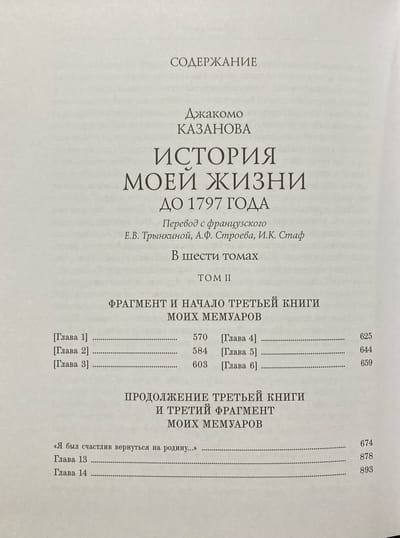 СОДЕРЖАНИЕ
Джакомо
КАЗАНОВА
ИСТОРИЯ
МОЕЙ ЖИЗНИ
ДО 1797 ГОДА
Перевод с французского
Е.В. Трынкиной, А.Ф. Строева, И.К. Стаф
В шести томах
ТОМ II
ФРАГМЕНТ И НАЧАЛО ТРЕТЬЕЙ КНИГИ
МОИХ МЕМУАРОВ
[Глава 1] 570
[Глава 2] 584
[Глава 3] 603
[Глава 4] 625
[Глава 5] 644
[Глава 6] 659
ПРОДОЛЖЕНИЕ ТРЕТЬЕЙ КНИГИ
И ТРЕТИЙ ФРАГМЕНТ
МОИХ МЕМУАРОВ
«Я был счастлив вернуться на родину...» 674
Глава 13 878
Глава 14 893